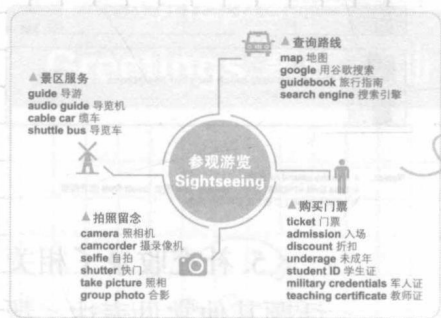 ▲查询路线
map 地图
google 用谷歌搜索
guidebook 旅行指南
search engine 搜索引擎
▲景区服务
guide 导游
audio guide 导览机
cable car 缆车
shuttle bus 导览车
参观游览
Sightseeing
▲拍照留念
camera 照相机
camcorder 摄录像机
selfie 自拍
shutter 快门
take picture 照相
group photo 合影
▲购买门票
ticket 门票
admission 入场
discount 折扣
underage 未成年
student ID 学生证
military credentials 军人证
teaching certificate 教师证